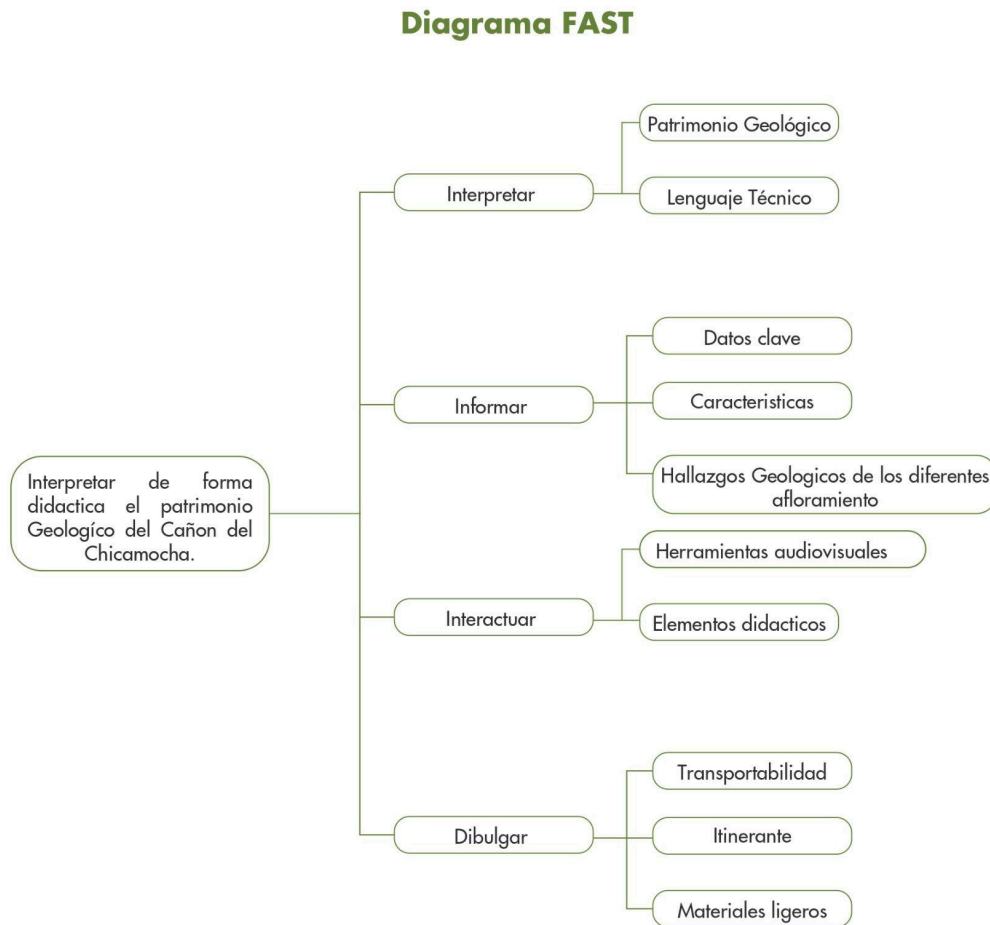 Diagrama FAST
Patrimonio Geológico
Interpretar
Lenguaje Técnico
Datos clave
Informar
Caracteristicas
Interpretar de forma
didactica el patrimonio
Geologíco del Cañon del
Chicamocha.
Hallazgos Geologicos de los diferentes
afloramiento
Herramientas audiovisuales
Interactuar
Elementos didacticos
Transportabilidad
Dibulgar
Itinerante
Materiales ligeros